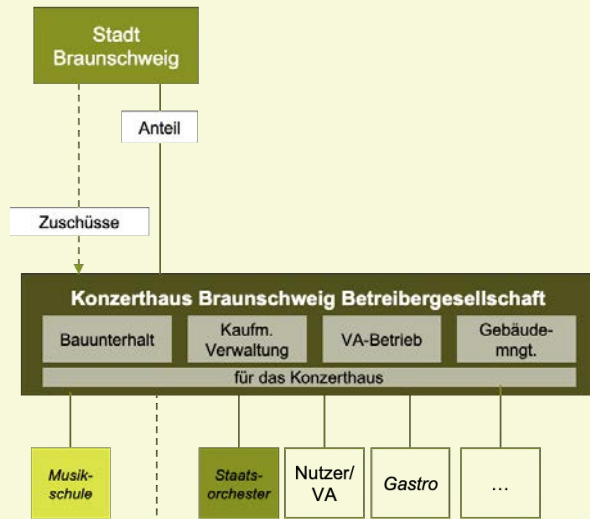 Stadt
Braunschweig
Anteil
Zuschüsse
Konzerthaus Braunschweig Betreibergesellschaft
Bauunterhalt
Kaufm.
Verwaltung
VA-Betrieb
Gebäude-
mngt.
für das Konzerthaus
Musik-
schule
Staats-
orchester
Nutzer/
VA
Gastro
...